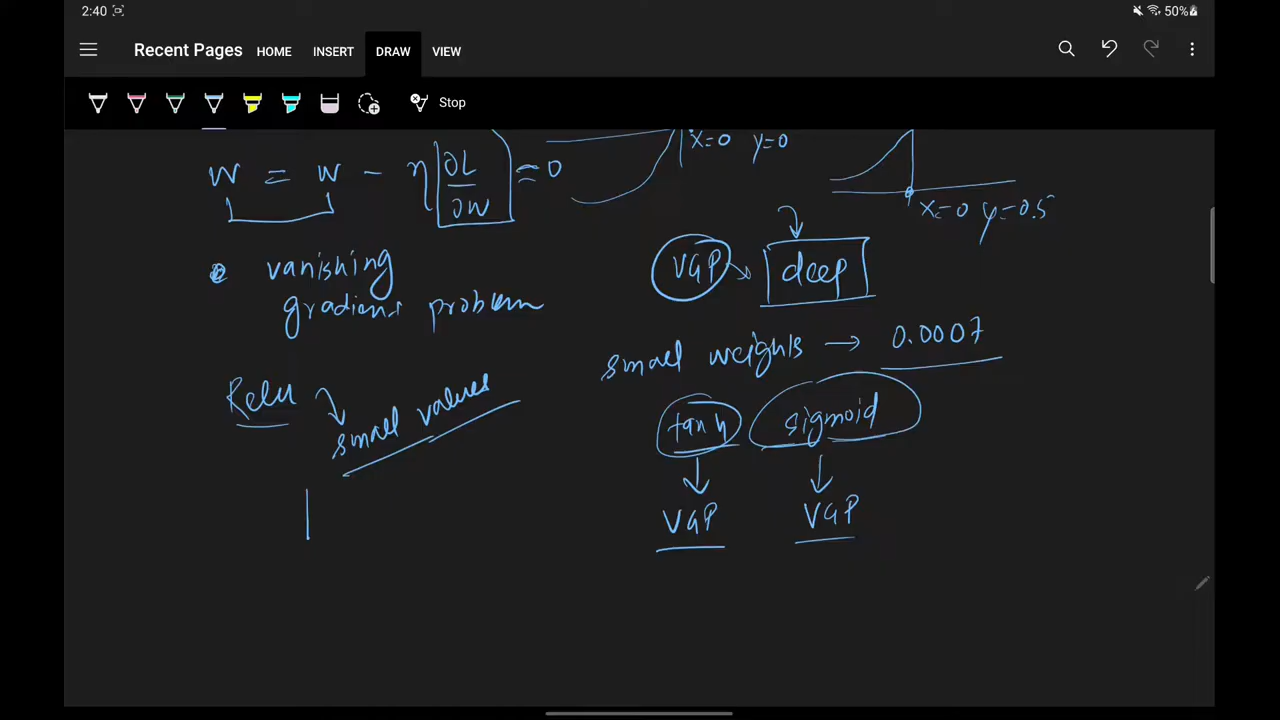 2:40
50%
Recent Pages HOME INSERT DRAW VIEW
Stop
W = W - η ∂L/∂W = 0
x=0 y=0
x=0 y=0.5
vanishing
gradient problem
VGP
deep
small weights → 0.0007
Relu
small values
tanh sigmoid
VGP VGP